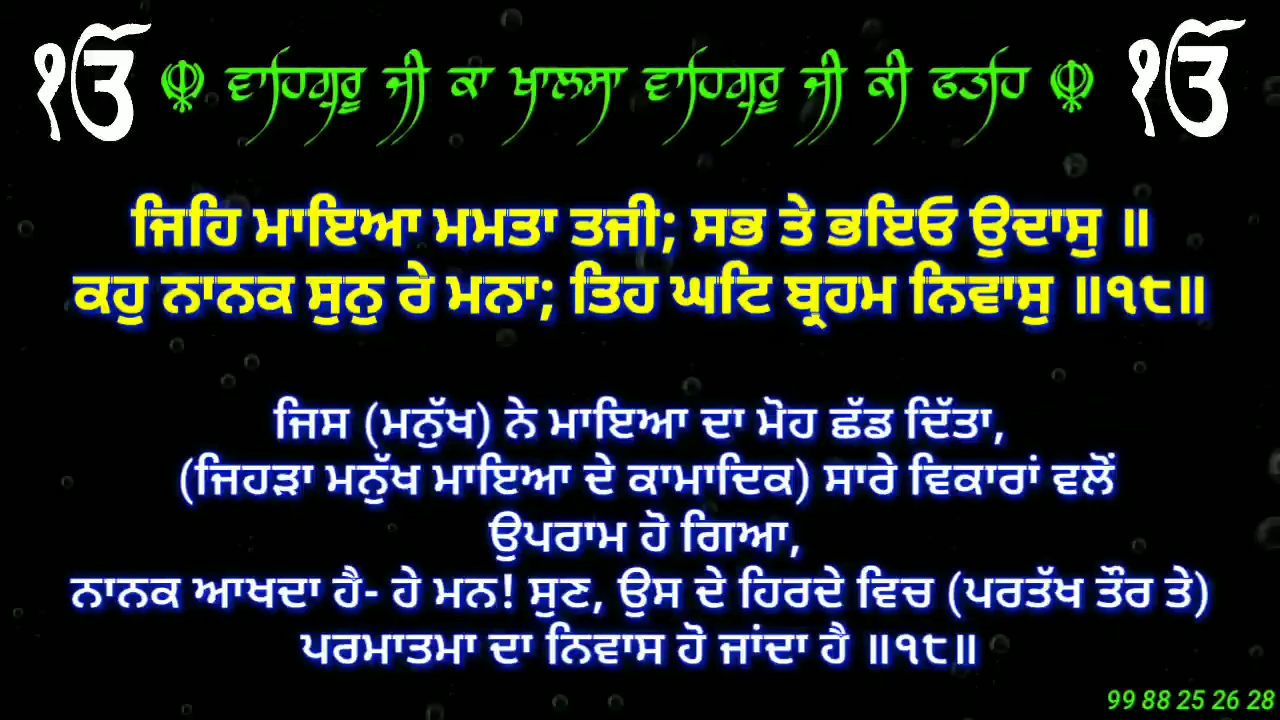 ੴ ☬ ਵਾਹਿਗੁਰੂ ਜੀ ਕਾ ਖਾਲਸਾ ਵਾਹਿਗੁਰੂ ਜੀ ਕੀ ਫਤਹਿ ☬ ੴ
ਜਿਹਿ ਮਾਇਆ ਮਮਤਾ ਤਜੀ; ਸਭ ਤੇ ਭਇਓ ਉਦਾਸੁ ॥
ਕਹੁ ਨਾਨਕ ਸੁਨੁ ਰੇ ਮਨਾ; ਤਿਹ ਘਟਿ ਬ੍ਰਹਮ ਨਿਵਾਸੁ ॥੧੮॥
ਜਿਸ (ਮਨੁੱਖ) ਨੇ ਮਾਇਆ ਦਾ ਮੋਹ ਛੱਡ ਦਿੱਤਾ,
(ਜਿਹੜਾ ਮਨੁੱਖ ਮਾਇਆ ਦੇ ਕਾਮਾਦਿਕ) ਸਾਰੇ ਵਿਕਾਰਾਂ ਵਲੋਂ
ਉਪਰਾਮ ਹੋ ਗਿਆ,
ਨਾਨਕ ਆਖਦਾ ਹੈ- ਹੇ ਮਨ! ਸੁਣ, ਉਸ ਦੇ ਹਿਰਦੇ ਵਿਚ (ਪਰਤੱਖ ਤੌਰ ਤੇ)
ਪਰਮਾਤਮਾ ਦਾ ਨਿਵਾਸ ਹੋ ਜਾਂਦਾ ਹੈ ॥੧੮॥
99 88 25 26 28